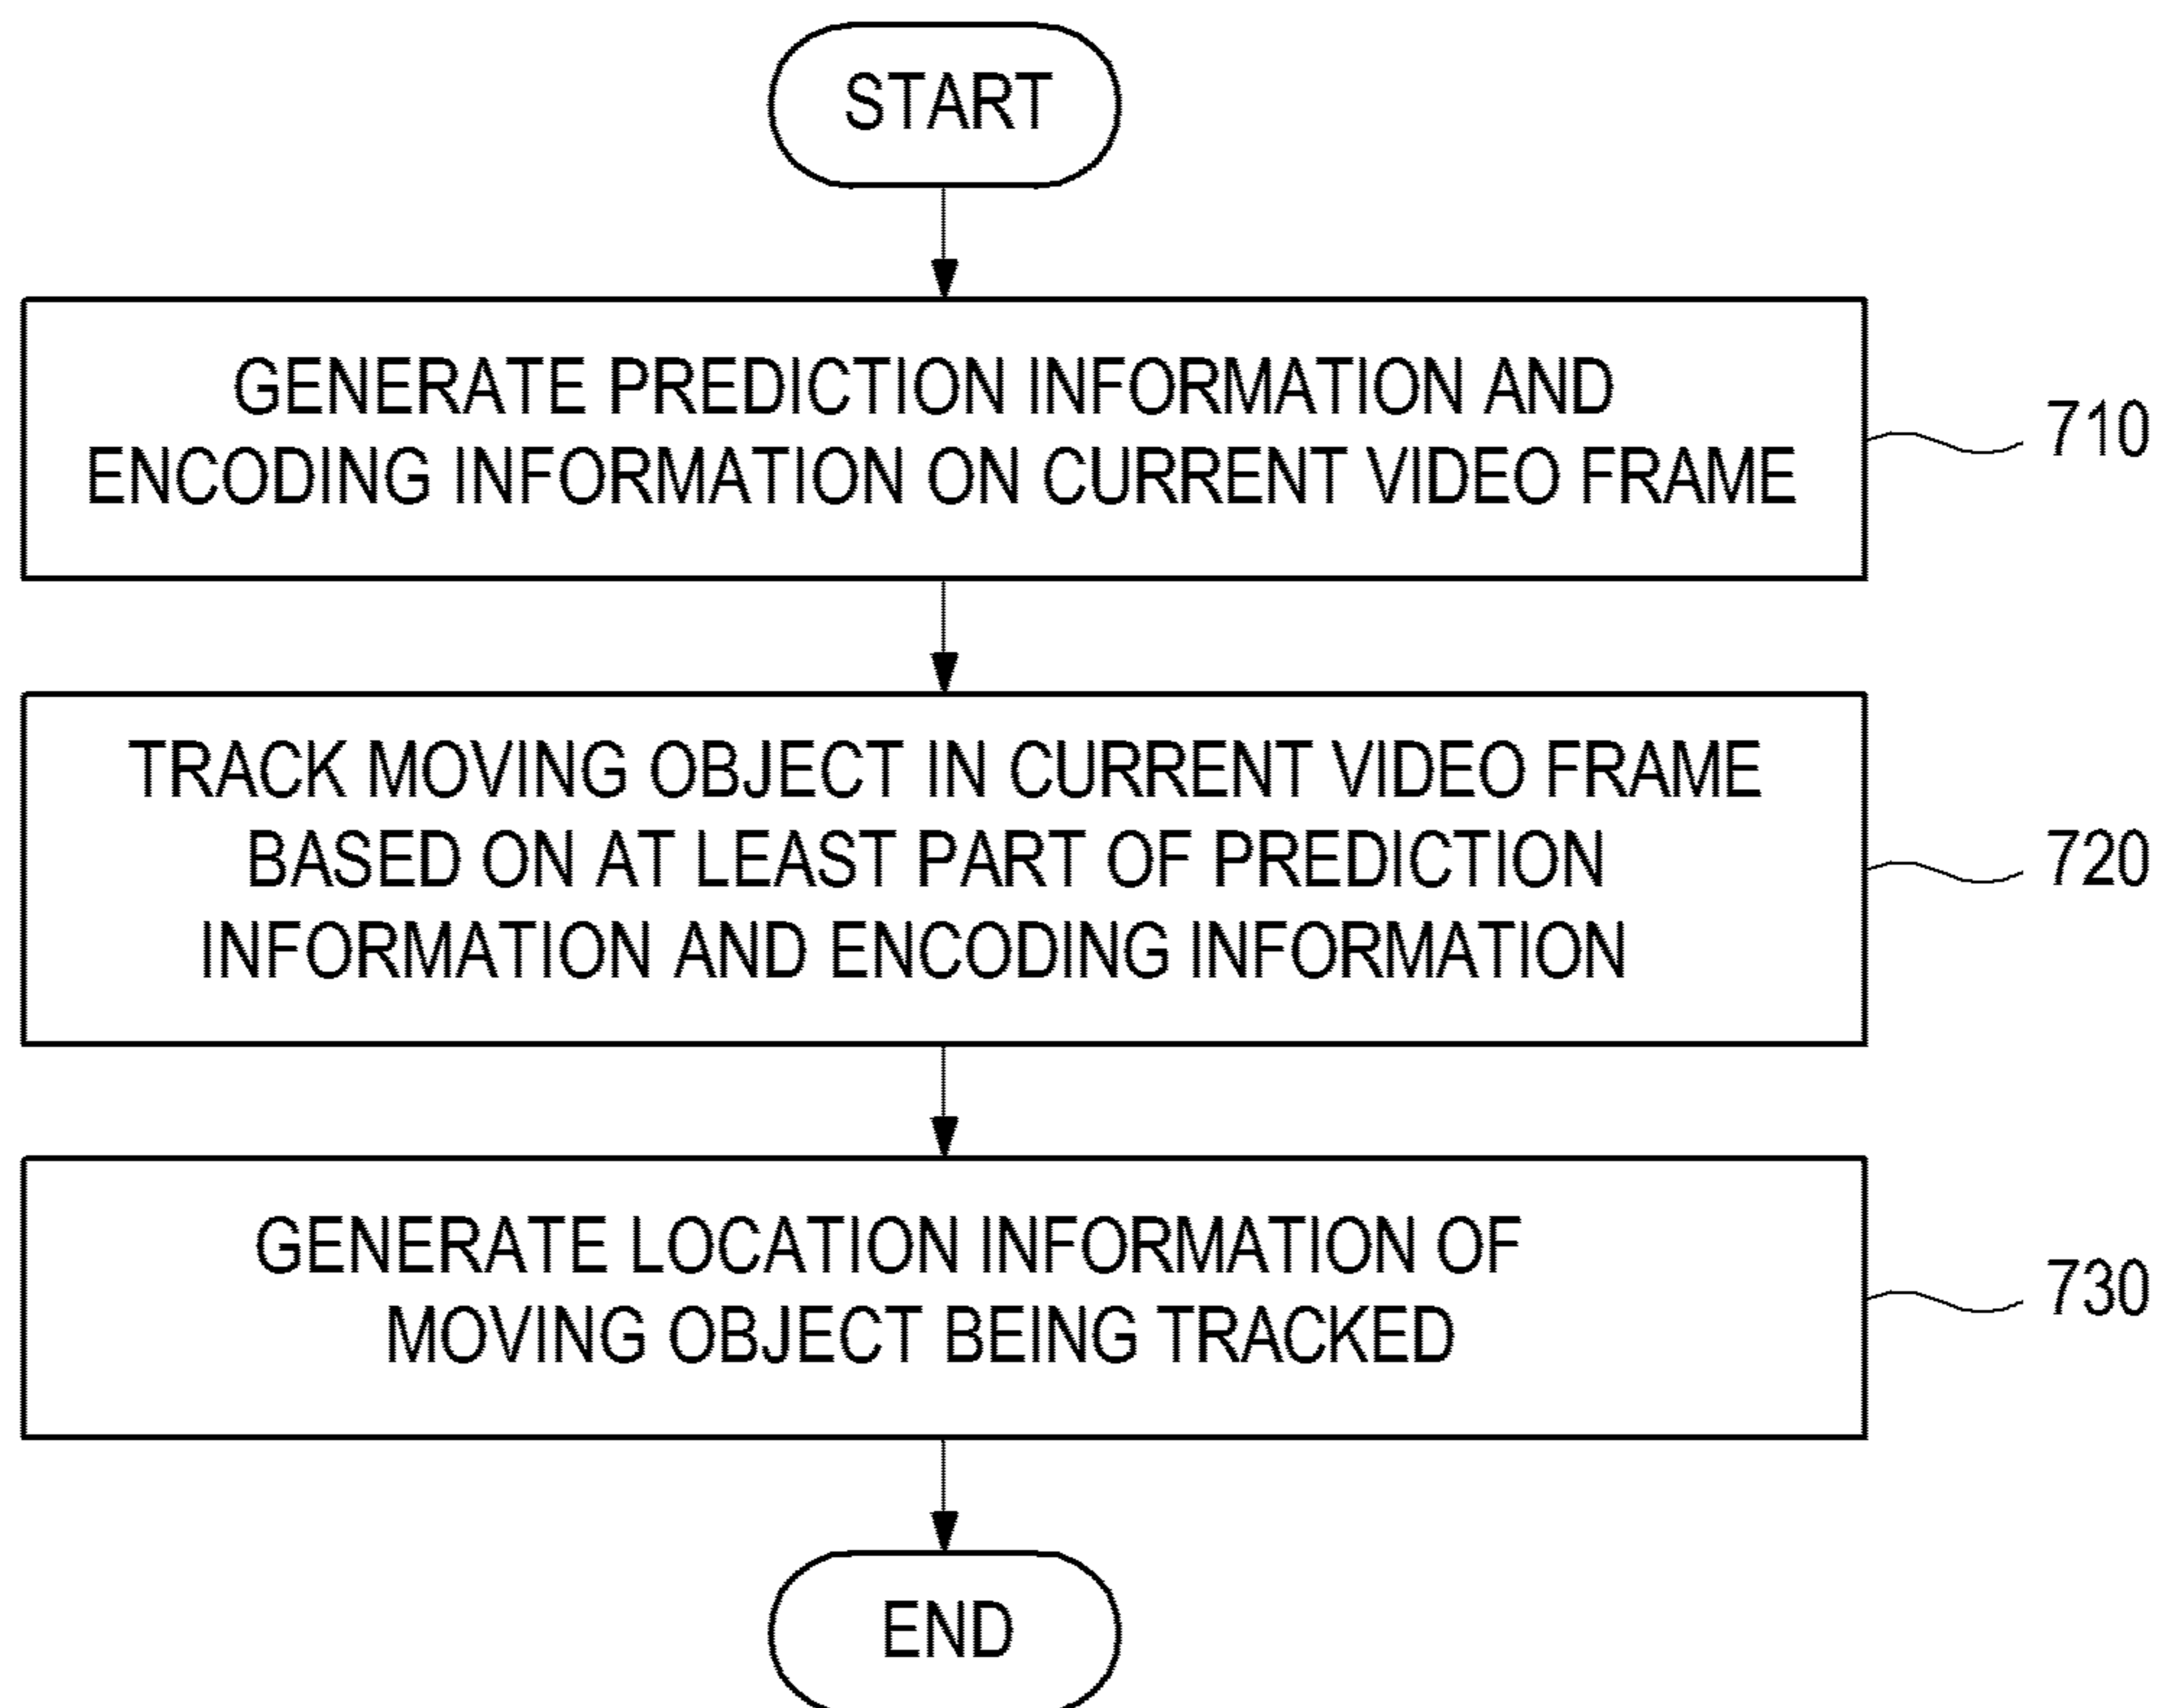 START
GENERATE PREDICTION INFORMATION AND
ENCODING INFORMATION ON CURRENT VIDEO FRAME
710
TRACK MOVING OBJECT IN CURRENT VIDEO FRAME
BASED ON AT LEAST PART OF PREDICTION
INFORMATION AND ENCODING INFORMATION
720
GENERATE LOCATION INFORMATION OF
MOVING OBJECT BEING TRACKED
730
END